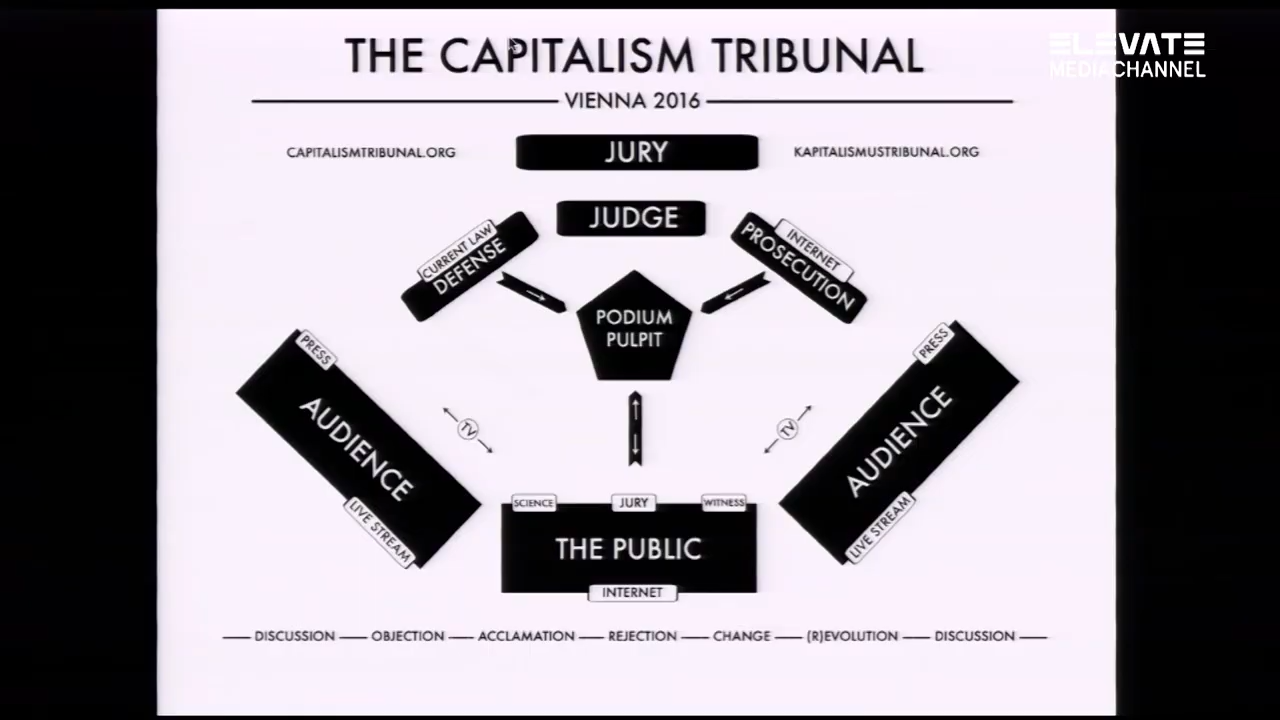 THE CAPITALISM TRIBUNAL
ELEVATE
MEDIACHANNEL
VIENNA 2016
CAPITALISMTRIBUNAL.ORG
JURY
KAPITALISMUSTRIBUNAL.ORG
JUDGE
CURRENT LAW
DEFENSE
INTERNET
PROSECUTION
PODIUM
PULPIT
PRESS
AUDIENCE
LIVE STREAM
TV
TV
PRESS
AUDIENCE
LIVE STREAM
SCIENCE
JURY
WITNESS
THE PUBLIC
INTERNET
DISCUSSION OBJECTION ACCLAMATION REJECTION CHANGE (R)EVOLUTION DISCUSSION